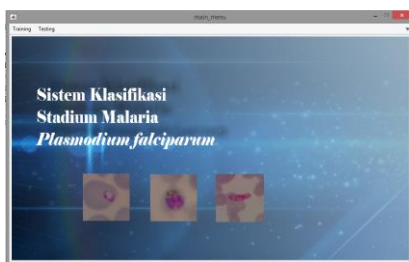 main_menu
Training Testing
Sistem Klasifikasi
Stadium Malaria
Plasmodium falciparum